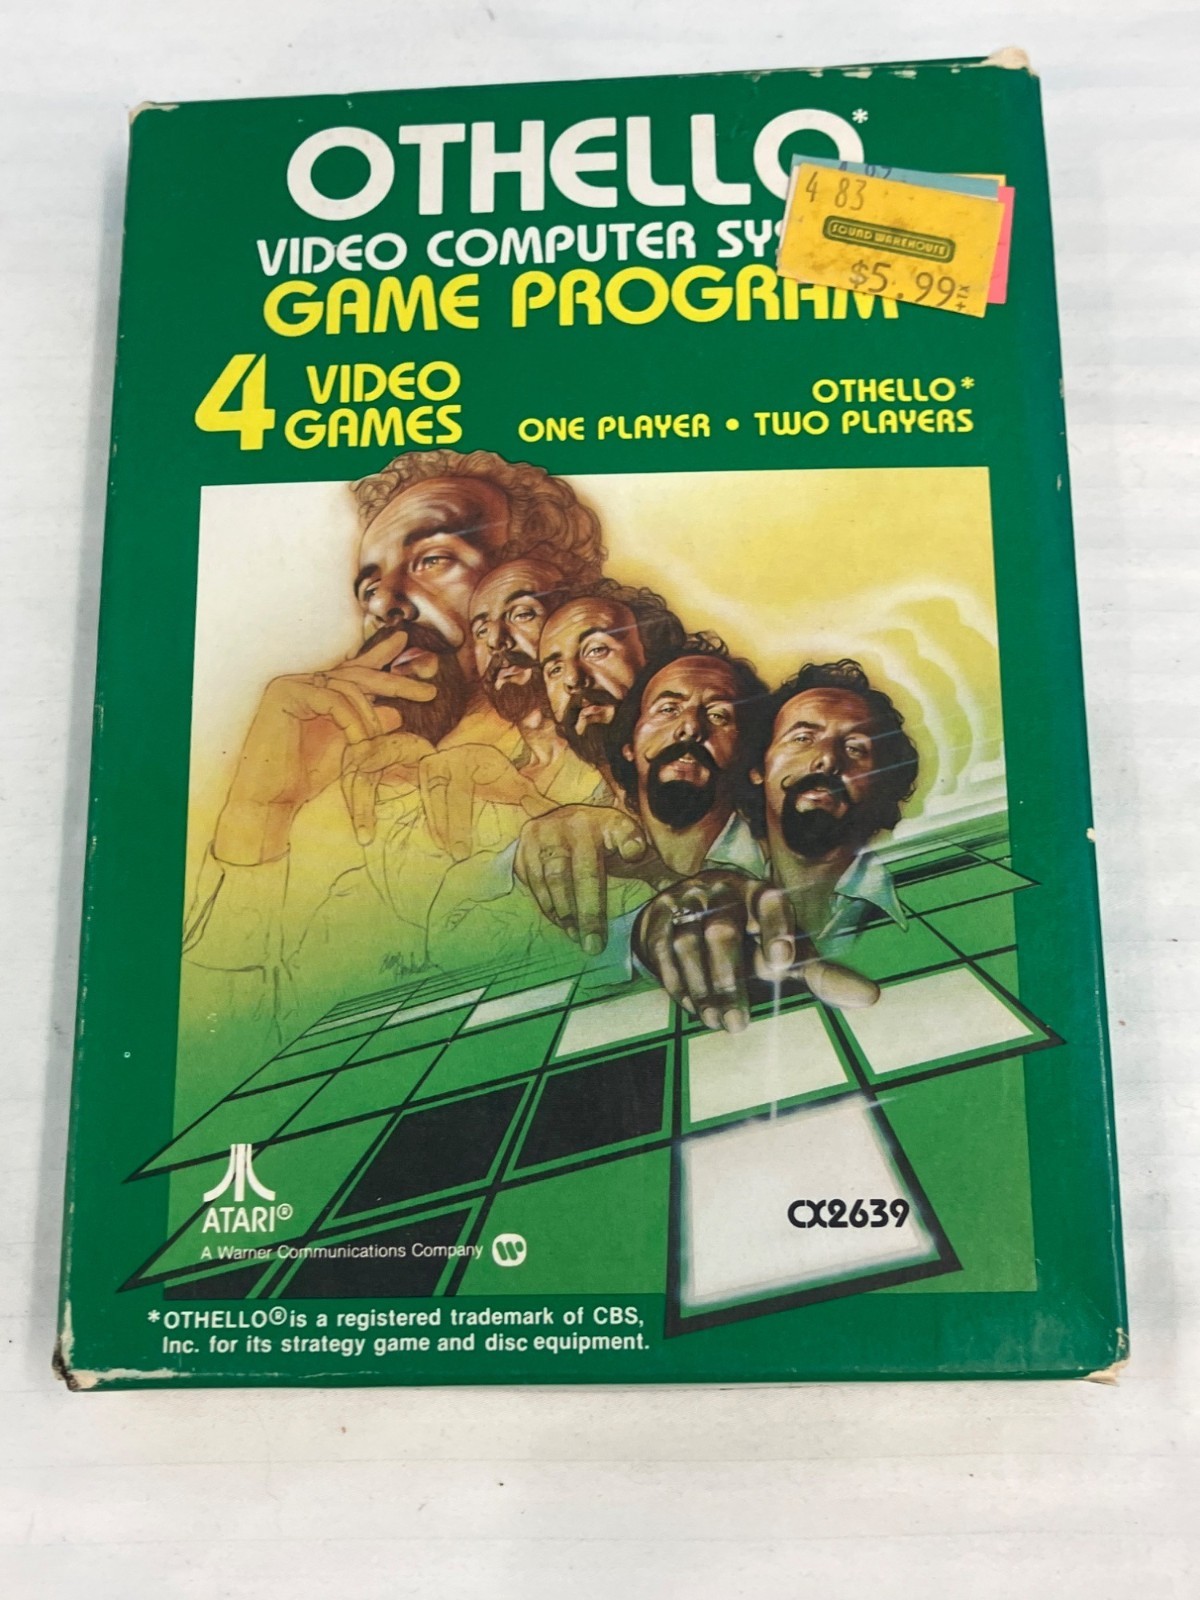 OTHELLO*
VIDEO COMPUTER SYS
GAME PROGRAM
4 83
SOUND WAREHOUSE
$5.99
4 VIDEO GAMES
OTHELLO*
ONE PLAYER • TWO PLAYERS
CX2639
ATARI®
A Warner Communications Company
*OTHELLO® is a registered trademark of CBS,
Inc. for its strategy game and disc equipment.